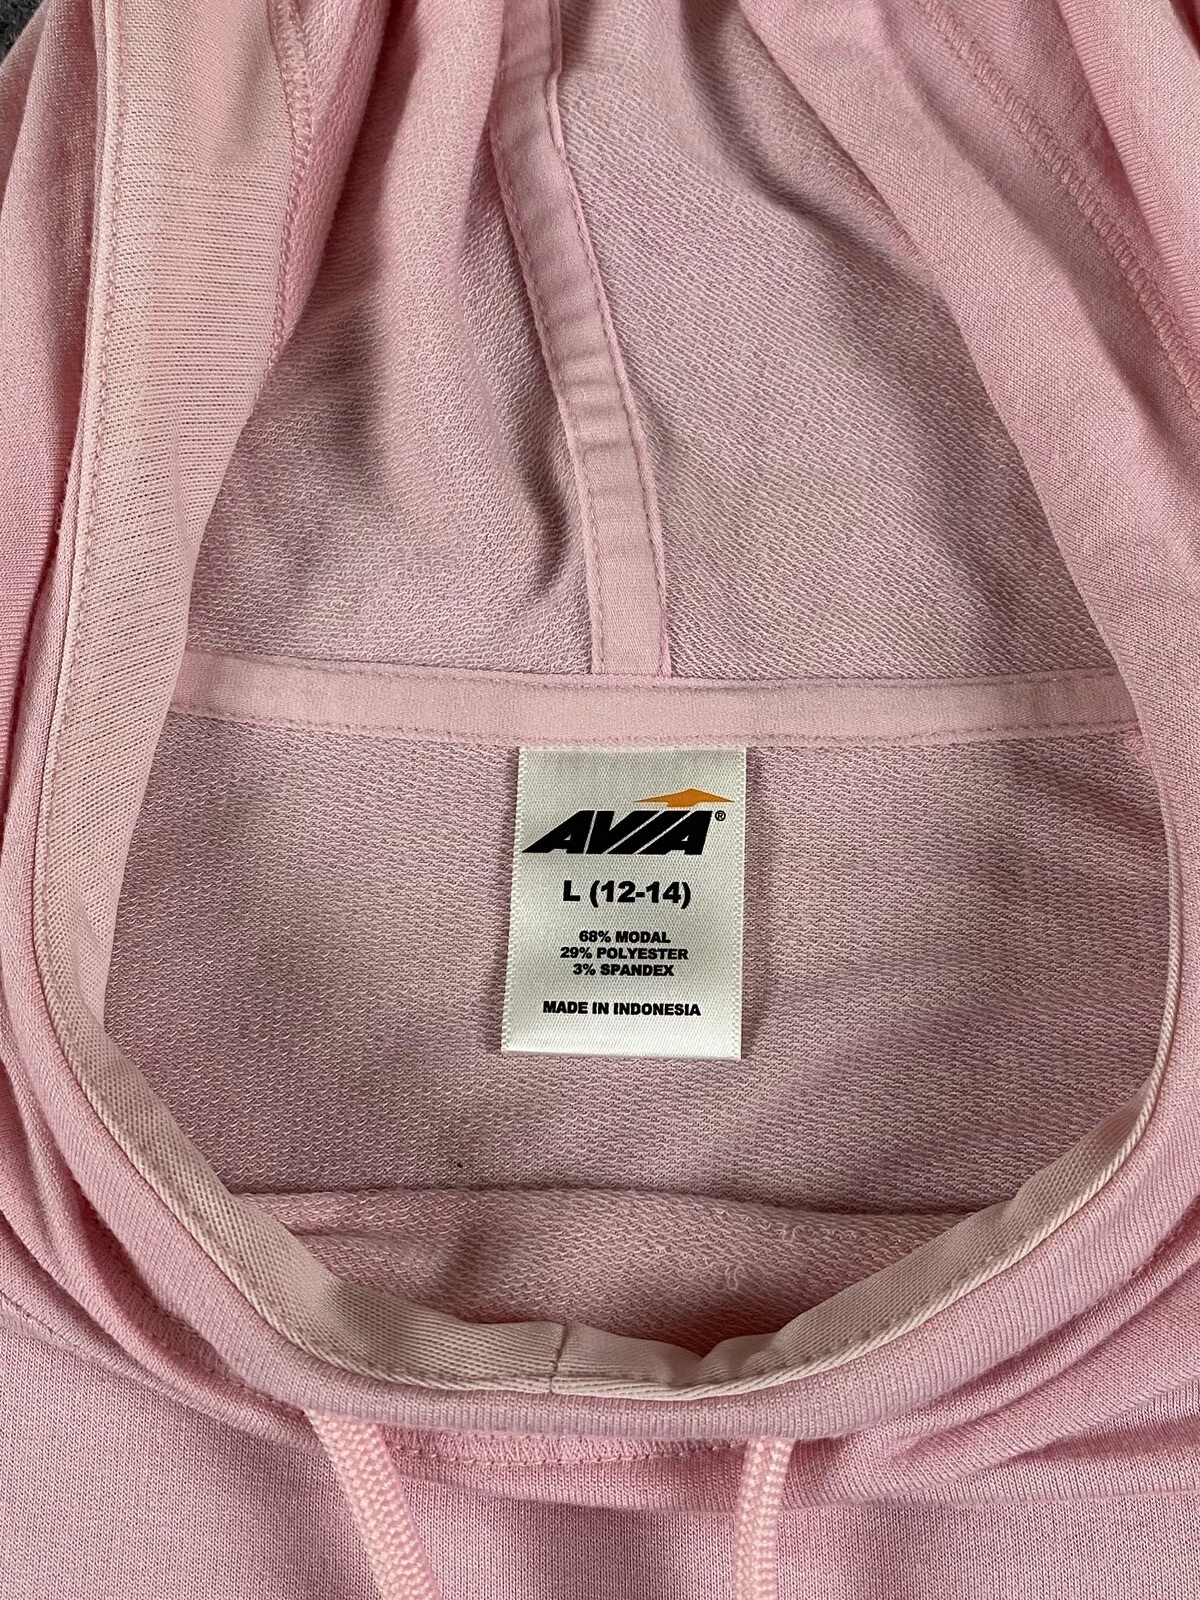 AVIA®
L (12-14)
68% MODAL
29% POLYESTER
3% SPANDEX
MADE IN INDONESIA